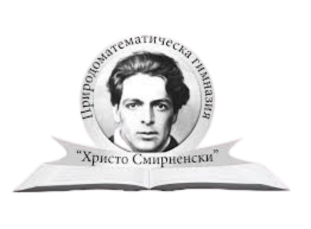 Природоматематическа гимназия
“Христо Смирненски”